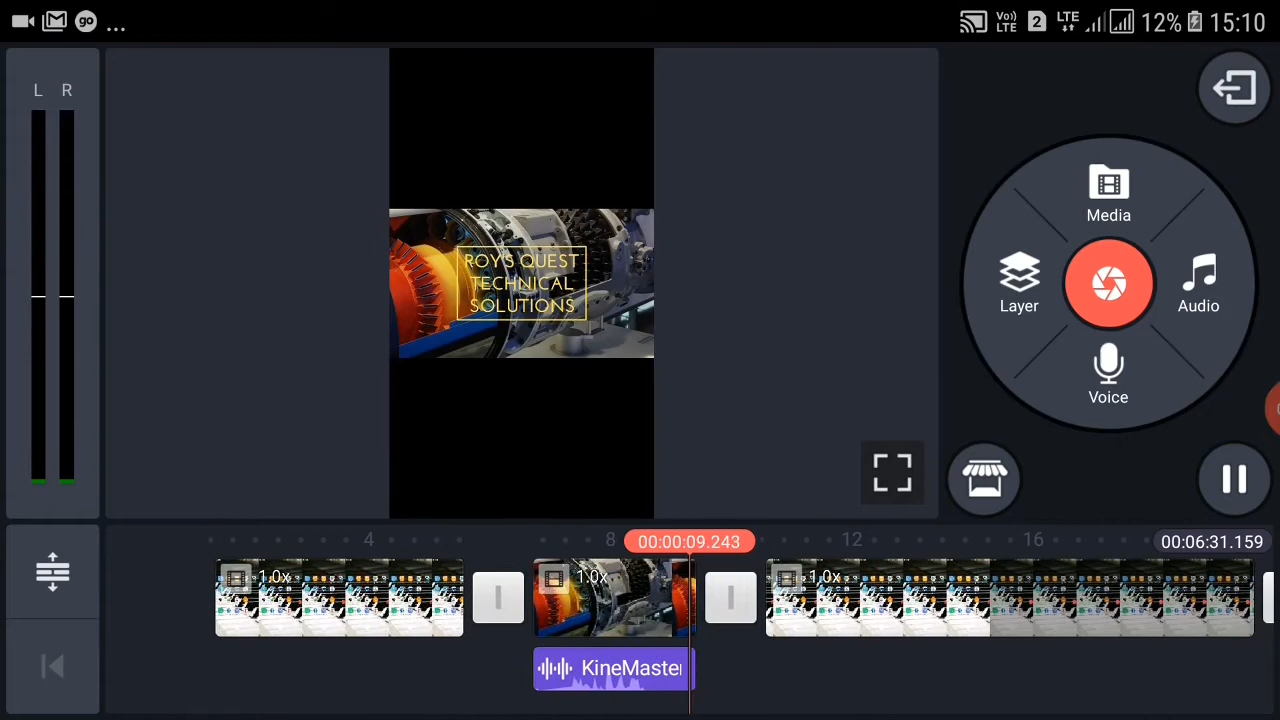 go
...
Vo)
LTE
2
LTE
12%
15:10
L R
ROY'S QUEST
TECHNICAL
SOLUTIONS
Media
Layer
Audio
Voice
4
8
00:00:09.243
12
16
00:06:31.159
1.0x
1.0x
1.0x
KineMaster